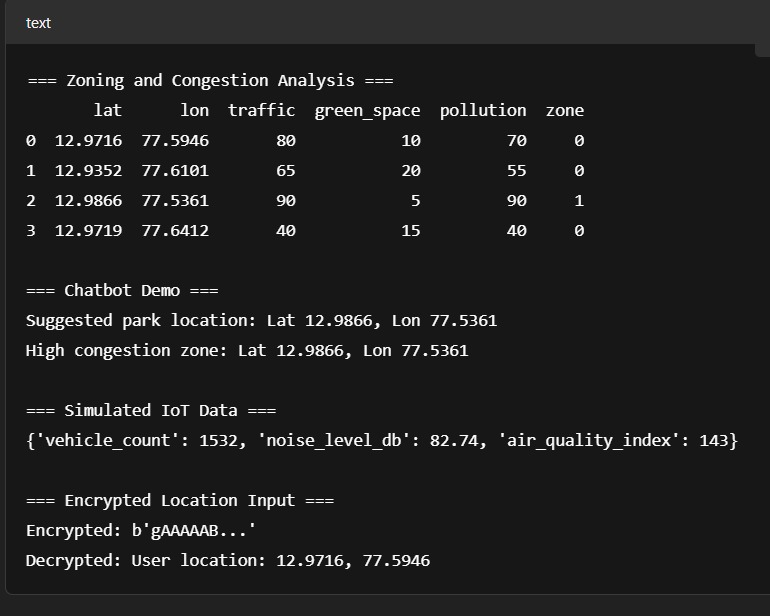 text
=== Zoning and Congestion Analysis ===
lat lon traffic green_space pollution zone
0 12.9716 77.5946 80 10 70 0
1 12.9352 77.6101 65 20 55 0
2 12.9866 77.5361 90 5 90 1
3 12.9719 77.6412 40 15 40 0
=== Chatbot Demo ===
Suggested park location: Lat 12.9866, Lon 77.5361
High congestion zone: Lat 12.9866, Lon 77.5361
=== Simulated IoT Data ===
{'vehicle_count': 1532, 'noise_level_db': 82.74, 'air_quality_index': 143}
=== Encrypted Location Input ===
Encrypted: b'gAAAAAB...'
Decrypted: User location: 12.9716, 77.5946